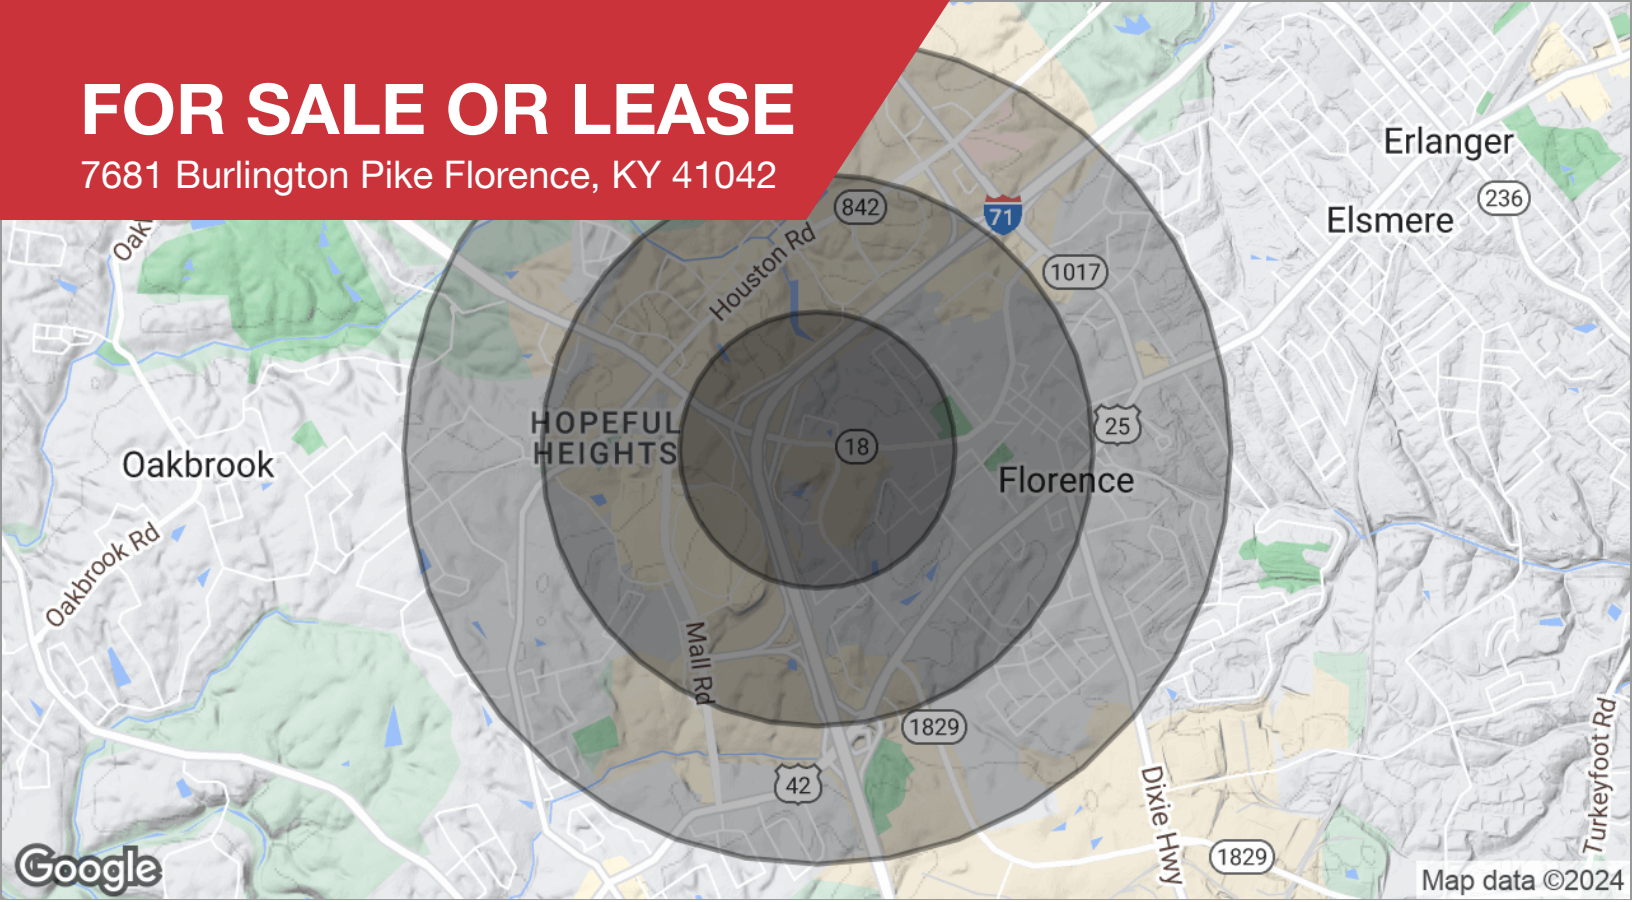 FOR SALE OR LEASE
7681 Burlington Pike Florence, KY 41042
Erlanger
236
Elsmere
842
71
Oak
Houston Rd
1017
HOPEFUL
HEIGHTS
25
18
Oakbrook
Florence
Oakbrook Rd
Mall Rd
1829
42
Dixie Hwy
Turkeyfoot Rd
1829
Google
Map data ©2024